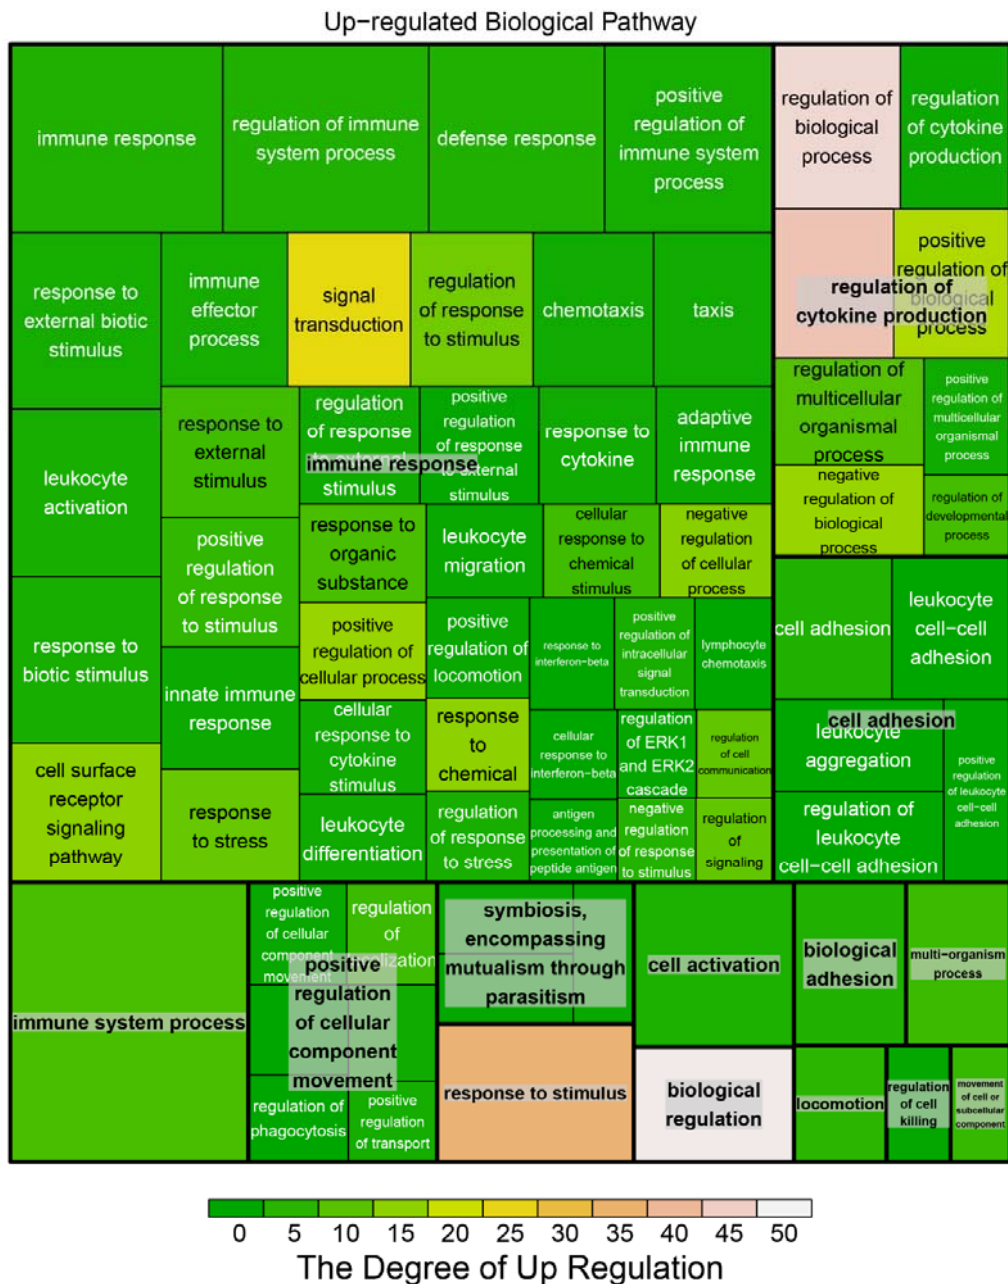 Up−regulated Biological Pathway
immune response
regulation of immune
system process
defense response
positive
regulation of
immune system
process
regulation of
biological
process
regulation
of cytokine
production
response to
external biotic
stimulus
immune
effector
process
signal
transduction
regulation
of response
to stimulus
chemotaxis
taxis
positive
regulation of
biological
process
regulation of
cytokine production
leukocyte
activation
response to
external
stimulus
regulation
of response
to external
stimulus
positive
regulation
of response
to external
stimulus
immune response
response to
cytokine
adaptive
immune
response
regulation of
multicellular
organismal
process
positive
regulation of
multicellular
organismal
process
negative
regulation of
biological
process
regulation of
developmental
process
positive
regulation
of response
to stimulus
response to
organic
substance
leukocyte
migration
cellular
response to
chemical
stimulus
negative
regulation
of cellular
process
response to
biotic stimulus
innate immune
response
positive
regulation of
cellular process
positive
regulation of
locomotion
response to
interferon−beta
positive
regulation of
intracellular
signal
transduction
lymphocyte
chemotaxis
cell adhesion
leukocyte
cell−cell
adhesion
cell surface
receptor
signaling
pathway
response
to stress
cellular
response to
cytokine
stimulus
response
to
chemical
cellular
response to
interferon−beta
regulation
of ERK1
and ERK2
cascade
regulation
of cell
communication
cell adhesion
leukocyte
aggregation
positive
regulation
of leukocyte
cell−cell
adhesion
leukocyte
differentiation
regulation
of response
to stress
antigen
processing and
presentation of
peptide antigen
negative
regulation
of response
to stimulus
regulation
of
signaling
regulation of
leukocyte
cell−cell adhesion
immune system process
positive
regulation
of cellular
component
movement
regulation
of
localization
positive
regulation
of cellular
component
movement
regulation of
phagocytosis
positive
regulation
of transport
symbiosis,
encompassing
mutualism through
parasitism
response to stimulus
cell activation
biological
adhesion
multi−organism
process
biological
regulation
locomotion
regulation
of cell
killing
movement
of cell or
subcellular
component
0 5 10 15 20 25 30 35 40 45 50
The Degree of Up Regulation